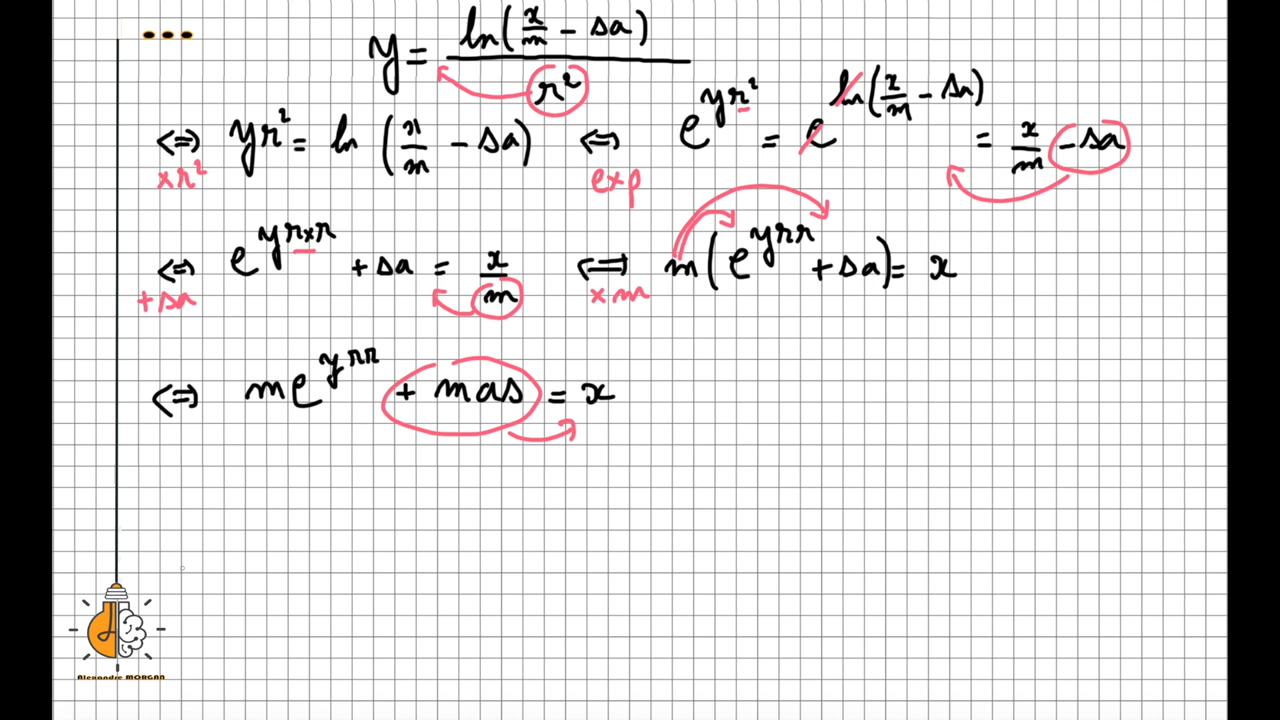 y = ln(x/m - sa) / r²
⇔ yr² = ln (x/m - sa) ⇔ e^(yr²) = e^(ln(x/m - sa)) = x/m - sa
×r² exp
⇔ e^(yr×r) + sa = x/m ⇔ m(e^(yrr) + sa) = x
+sa ×m
⇔ me^(yrr) + mas = x
Alexandre MORGAN